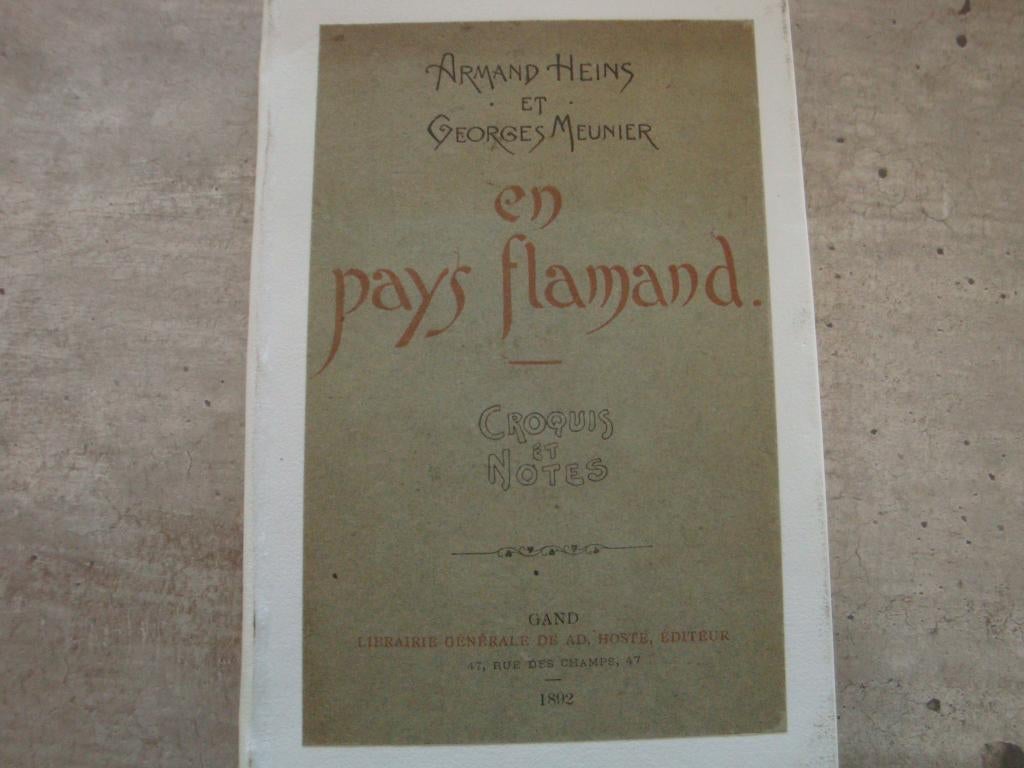 ARMAND HEINS
· ET ·
GEORGES MEUNIER
en
pays flamand.
CROQUIS
ET
NOTES
GAND
LIBRAIRIE GÉNÉRALE DE AD. HOSTE, ÉDITEUR
47, RUE DES CHAMPS, 47
1892